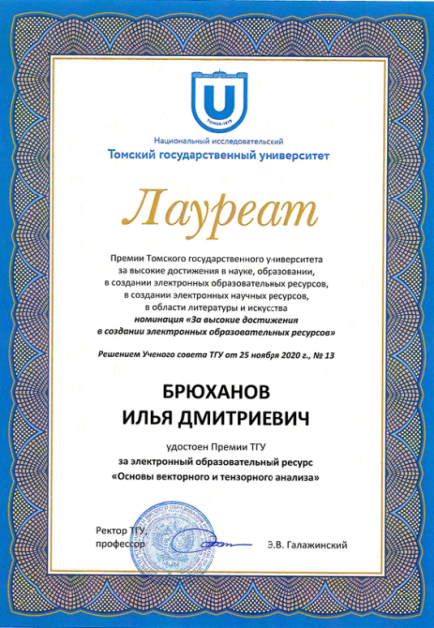 U
ТОМСК•1878
Национальный исследовательский
Томский государственный университет
Лауреат
Премии Томского государственного университета
за высокие достижения в науке, образовании,
в создании электронных образовательных ресурсов,
в создании электронных научных ресурсов,
в области литературы и искусства
номинация «За высокие достижения
в создании электронных образовательных ресурсов»
Решением Ученого совета ТГУ от 25 ноября 2020 г., № 13
БРЮХАНОВ
ИЛЬЯ ДМИТРИЕВИЧ
удостоен Премии ТГУ
за электронный образовательный ресурс
«Основы векторного и тензорного анализа»
Ректор ТГУ,
профессор Э.В. Галажинский